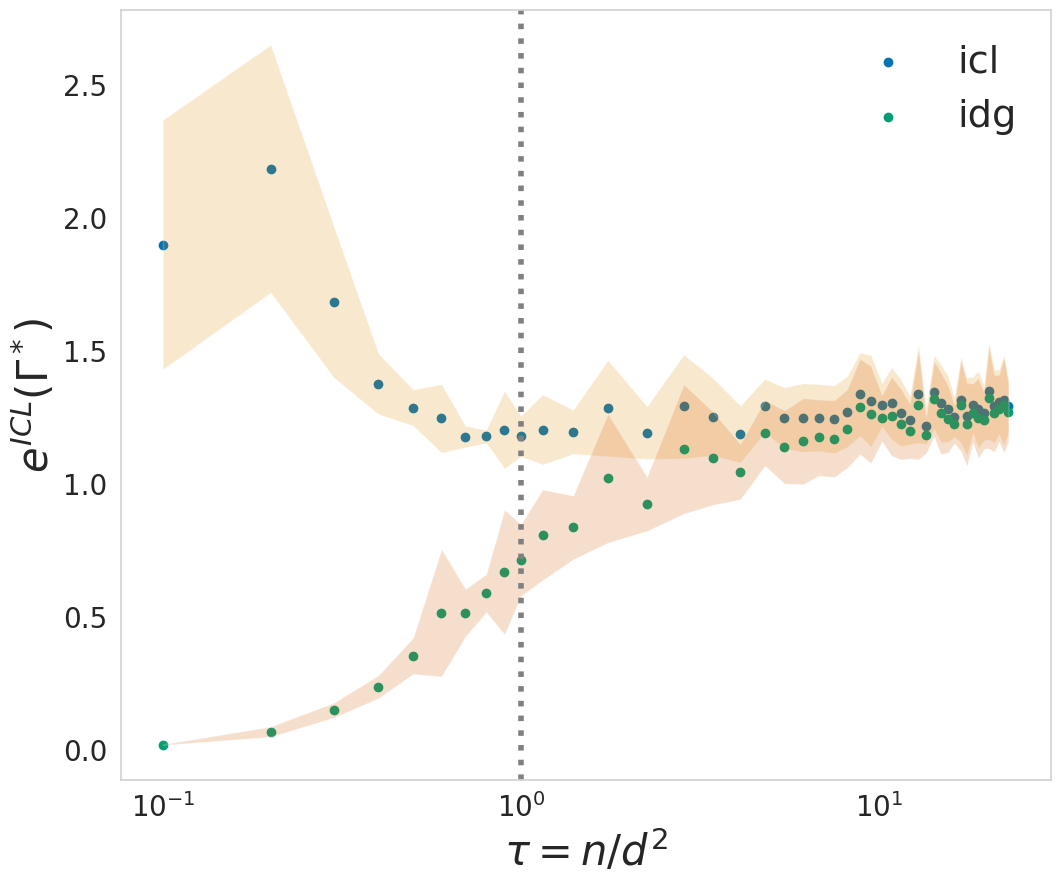 icl
idg
2.5
2.0
1.5
1.0
0.5
0.0
e^{ICL}(Γ^*)
10^{-1}
10^0
10^1
τ = n/d^2